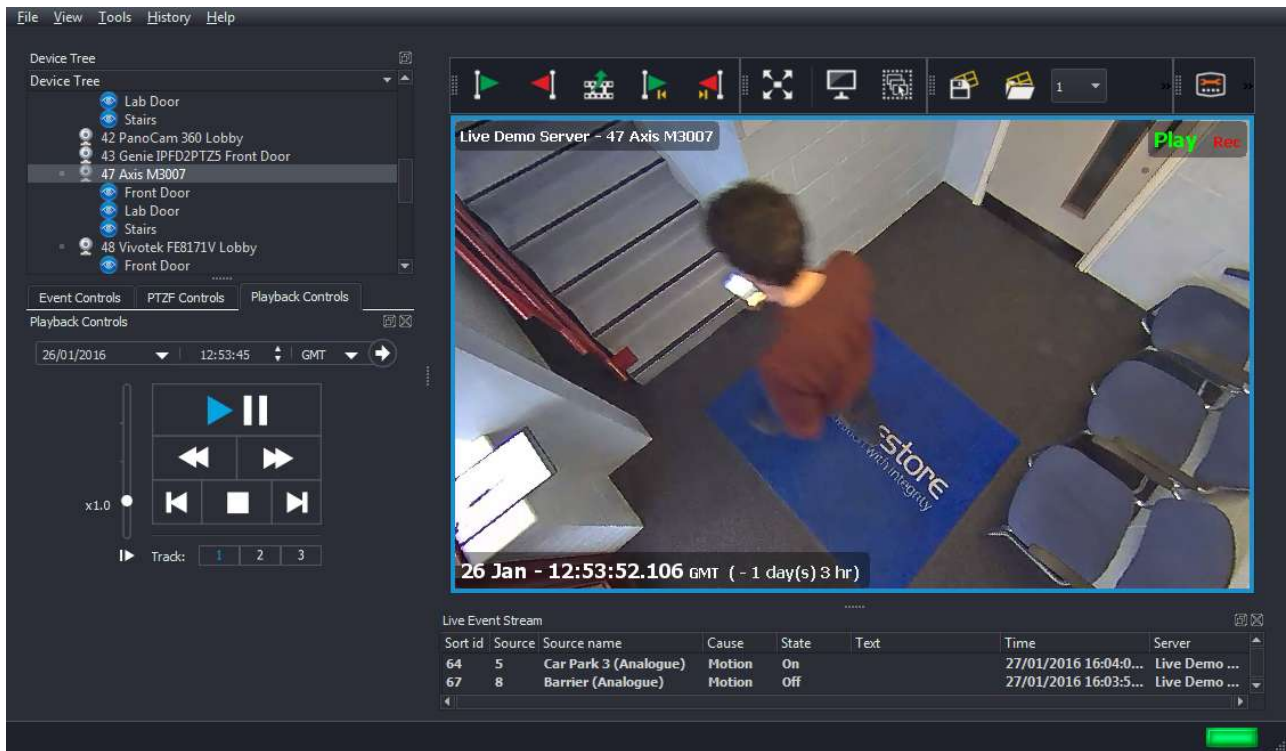 File View Tools History Help
Device Tree
Device Tree
Lab Door
Stairs
42 PanoCam 360 Lobby
43 Genie IPFD2PTZ5 Front Door
47 Axis M3007
Front Door
Lab Door
Stairs
48 Vivotek FE8171V Lobby
Front Door
Event Controls PTZF Controls Playback Controls
Playback Controls
26/01/2016 12:53:45 GMT
x1.0
Track: 1 2 3
1
Live Demo Server - 47 Axis M3007
Play Rec
with integrity
26 Jan - 12:53:52.106 GMT ( - 1 day(s) 3 hr)
Live Event Stream
Sort id Source Source name Cause State Text Time Server
64 5 Car Park 3 (Analogue) Motion On 27/01/2016 16:04:0... Live Demo ...
67 8 Barrier (Analogue) Motion Off 27/01/2016 16:03:5... Live Demo ...